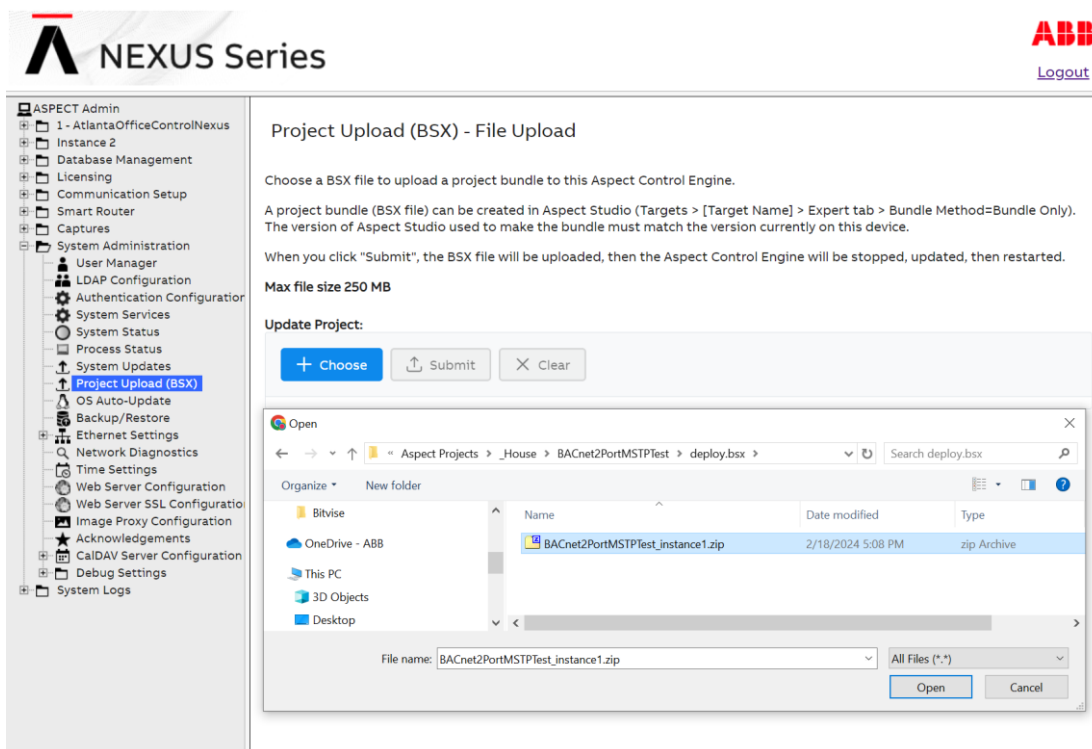 NEXUS Series
ABB
Logout
ASPECT Admin
1 - AtlantaOfficeControlNexus
Instance 2
Database Management
Licensing
Communication Setup
Smart Router
Captures
System Administration
User Manager
LDAP Configuration
Authentication Configuration
System Services
System Status
Process Status
System Updates
Project Upload (BSX)
OS Auto-Update
Backup/Restore
Ethernet Settings
Network Diagnostics
Time Settings
Web Server Configuration
Web Server SSL Configuratio
Image Proxy Configuration
Acknowledgements
CalDAV Server Configuration
Debug Settings
System Logs
Project Upload (BSX) - File Upload
Choose a BSX file to upload a project bundle to this Aspect Control Engine.
A project bundle (BSX file) can be created in Aspect Studio (Targets > [Target Name] > Expert tab > Bundle Method=Bundle Only).
The version of Aspect Studio used to make the bundle must match the version currently on this device.
When you click "Submit", the BSX file will be uploaded, then the Aspect Control Engine will be stopped, updated, then restarted.
Max file size 250 MB
Update Project:
+ Choose Submit × Clear
Open
« Aspect Projects > _House > BACnet2PortMSTPTest > deploy.bsx > Search deploy.bsx
Organize New folder
Bitvise
OneDrive - ABB
This PC
3D Objects
Desktop
Name Date modified Type
BACnet2PortMSTPTest_instance1.zip 2/18/2024 5:08 PM zip Archive
File name: BACnet2PortMSTPTest_instance1.zip All Files (*.*)
Open Cancel